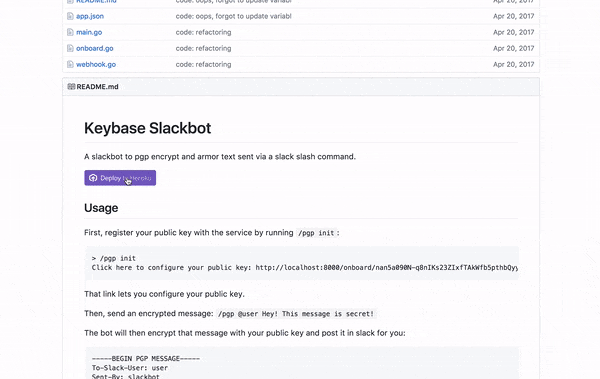 README.md code: oops, forgot to update variabl Apr 20, 2017
app.json code: oops, forgot to update variabl Apr 20, 2017
main.go code: refactoring Apr 20, 2017
onboard.go code: refactoring Apr 20, 2017
webhook.go code: refactoring Apr 20, 2017
README.md
Keybase Slackbot
A slackbot to pgp encrypt and armor text sent via a slack slash command.
Deploy to Heroku
Usage
First, register your public key with the service by running /pgp init:
> /pgp init
Click here to configure your public key: http://localhost:8000/onboard/nan5a090N-q8nIKs23ZIxfTAkWfb5pthbQyy
That link lets you configure your public key.
Then, send an encrypted message: /pgp @user Hey! This message is secret!
The bot will then encrypt that message with your public key and post it in slack for you:
-----BEGIN PGP MESSAGE-----
To-Slack-User: user
Sent-By: slackbot